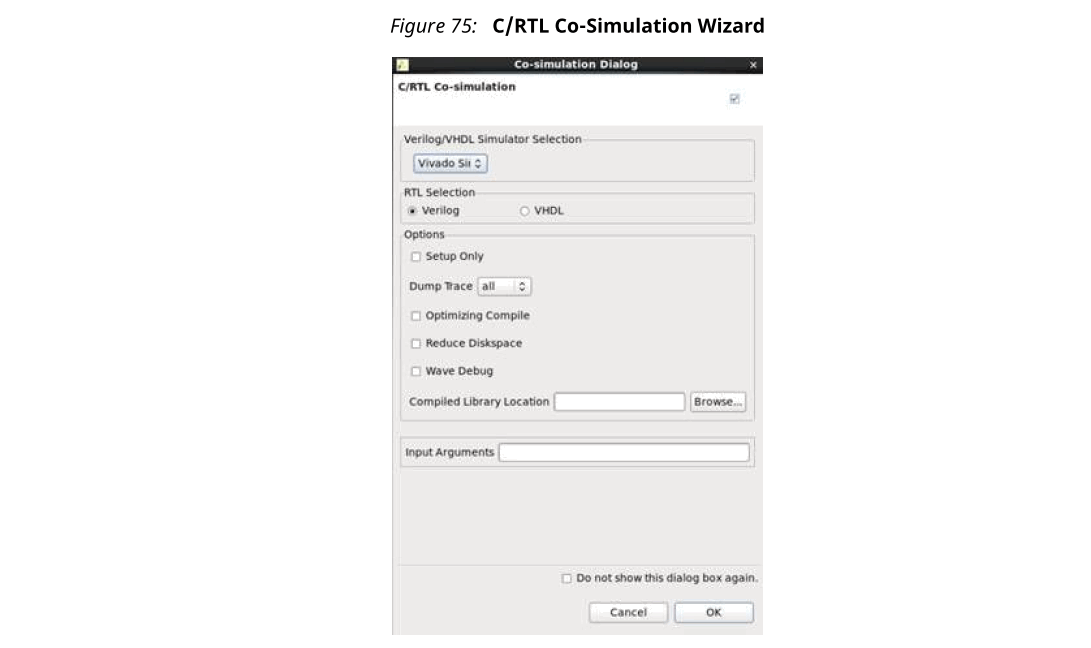 Figure 75: C/RTL Co-Simulation Wizard
Co-simulation Dialog
C/RTL Co-simulation
Verilog/VHDL Simulator Selection
Vivado Sii
RTL Selection
Verilog VHDL
Options
Setup Only
Dump Trace all
Optimizing Compile
Reduce Diskspace
Wave Debug
Compiled Library Location Browse...
Input Arguments
Do not show this dialog box again.
Cancel OK